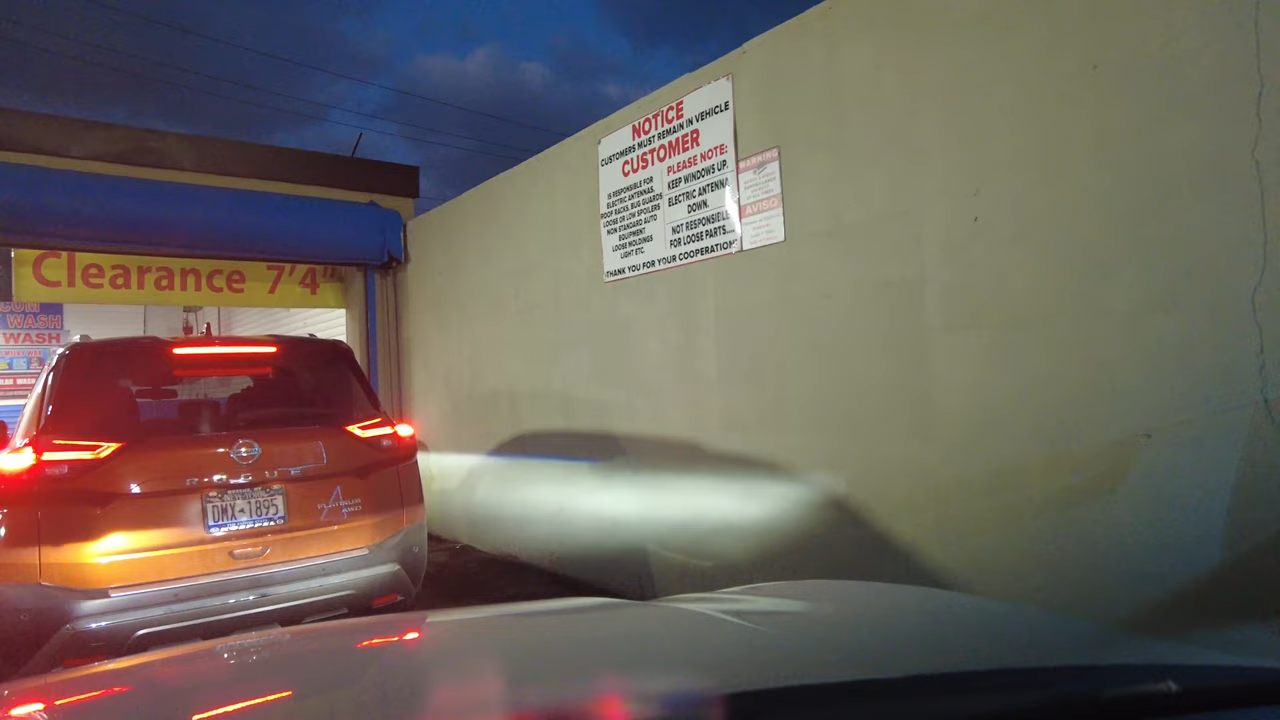 NOTICE
CUSTOMERS MUST REMAIN IN VEHICLE
CUSTOMER
IS RESPONSIBLE FOR
ELECTRIC ANTENNAS,
ROOF RACKS, BUG GUARDS
LOOSE OR LOW SPOILERS
NON STANDARD AUTO
EQUIPMENT
LOOSE MOLDINGS
LIGHT ETC.
PLEASE NOTE:
KEEP WINDOWS UP.
ELECTRIC ANTENNA
DOWN.
NOT RESPONSIBLE
FOR LOOSE PARTS....
THANK YOU FOR YOUR COOPERATION!
WARNING
SURVEILLANCE
AVISO
Clearance 7'4"
WASH
WASH
ROGUE
DMX-1895
PLATINUM
AWD